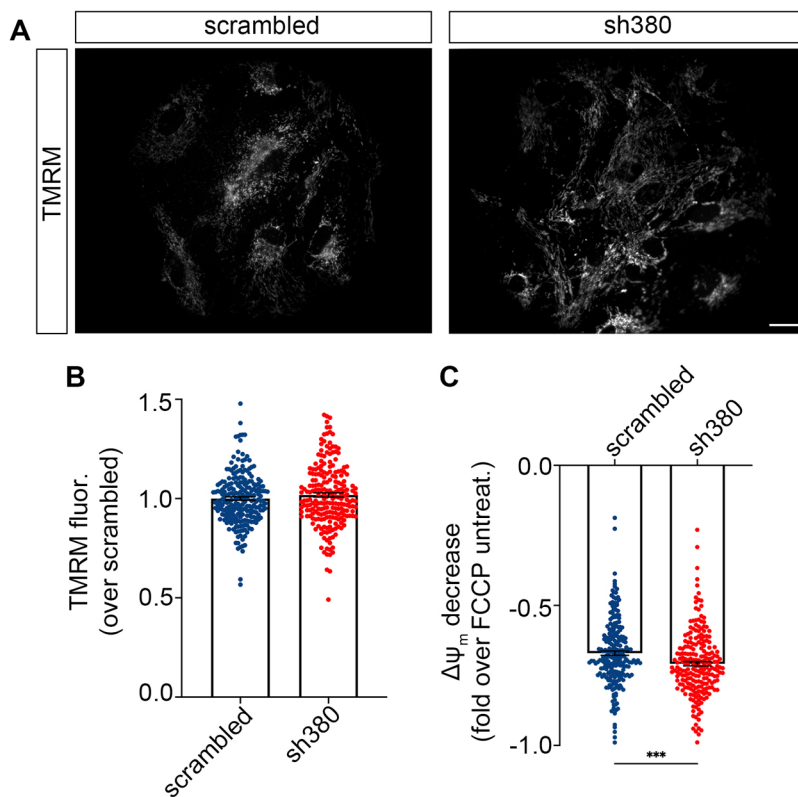 A
scrambled
sh380
TMRM
B
TMRM fluor.
(over scrambled)
1.5
1.0
0.5
0.0
scrambled
sh380
C
scrambled
sh380
ΔΨm decrease
(fold over FCCP untreat.)
0.0
-0.5
-1.0
***